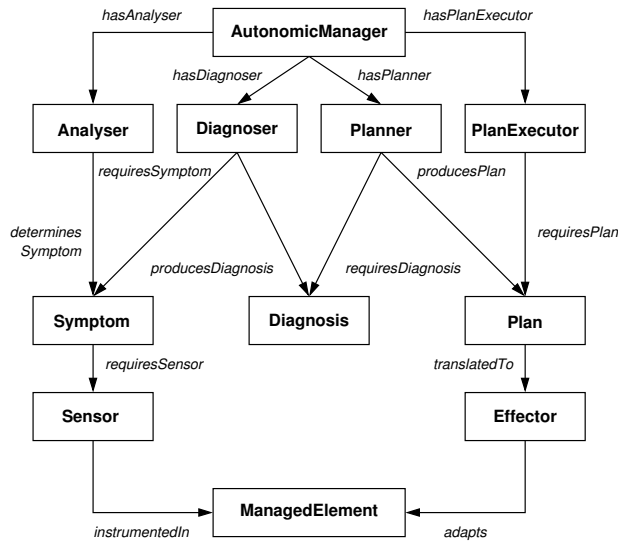 hasAnalyser
AutonomicManager
hasPlanExecutor
hasDiagnoser
hasPlanner
Analyser
Diagnoser
Planner
PlanExecutor
requiresSymptom
producesPlan
determines
Symptom
requiresPlan
producesDiagnosis
requiresDiagnosis
Symptom
Diagnosis
Plan
requiresSensor
translatedTo
Sensor
Effector
ManagedElement
instrumentedIn
adapts